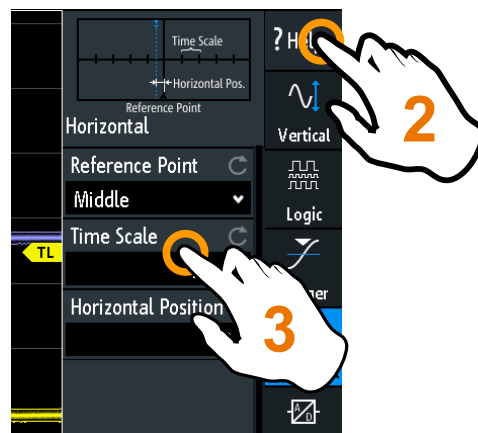 Time Scale
Horizontal Pos.
Reference Point
Horizontal
Reference Point
Middle
Time Scale
Horizontal Position
TL
? Help
Vertical
Logic
A
D
2
3